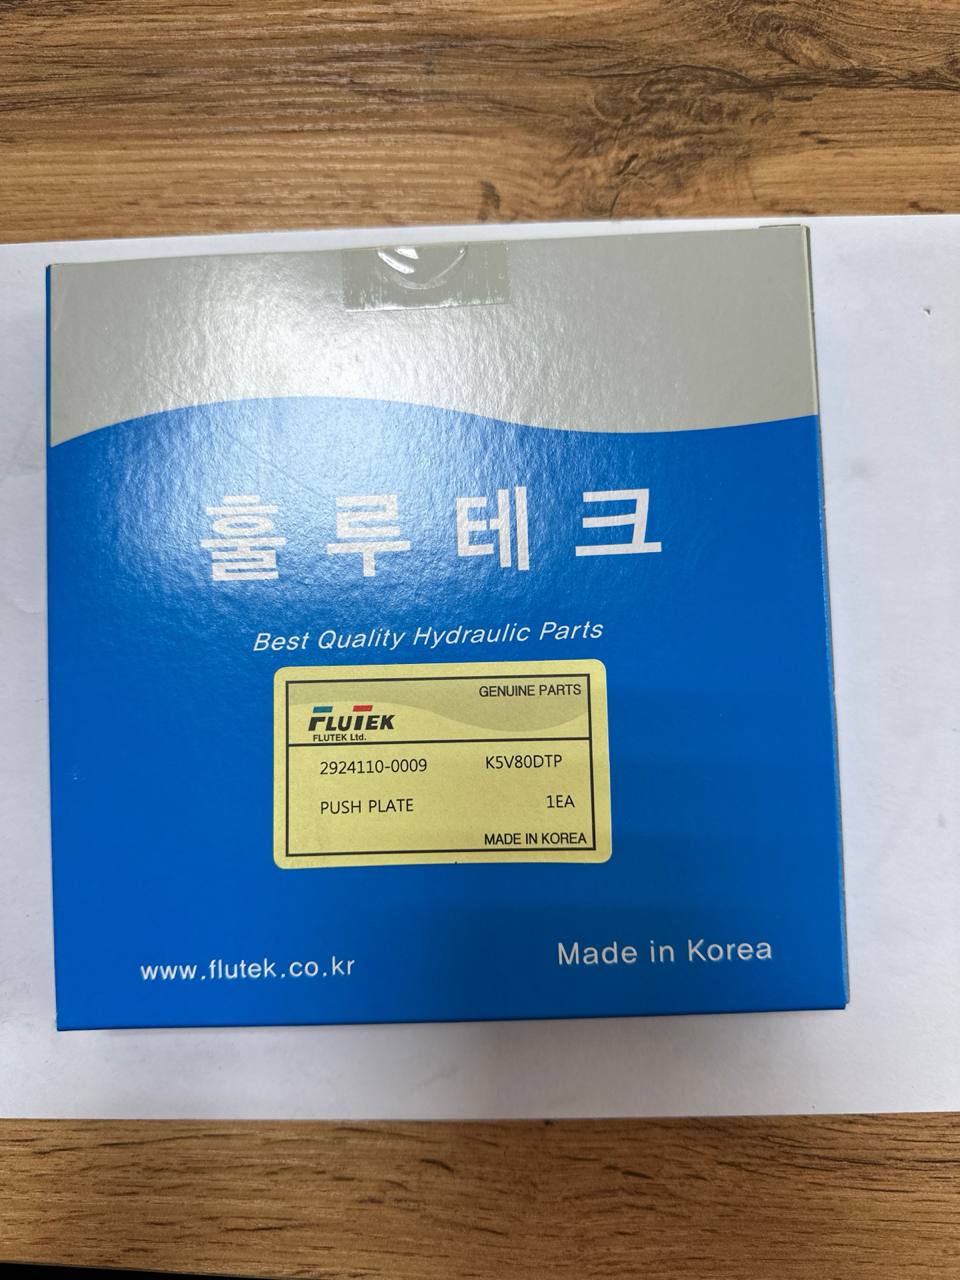 훌루테크
Best Quality Hydraulic Parts
GENUINE PARTS
FLUTEK
FLUTEK Ltd.
2924110-0009 K5V80DTP
PUSH PLATE 1EA
MADE IN KOREA
www.flutek.co.kr Made in Korea